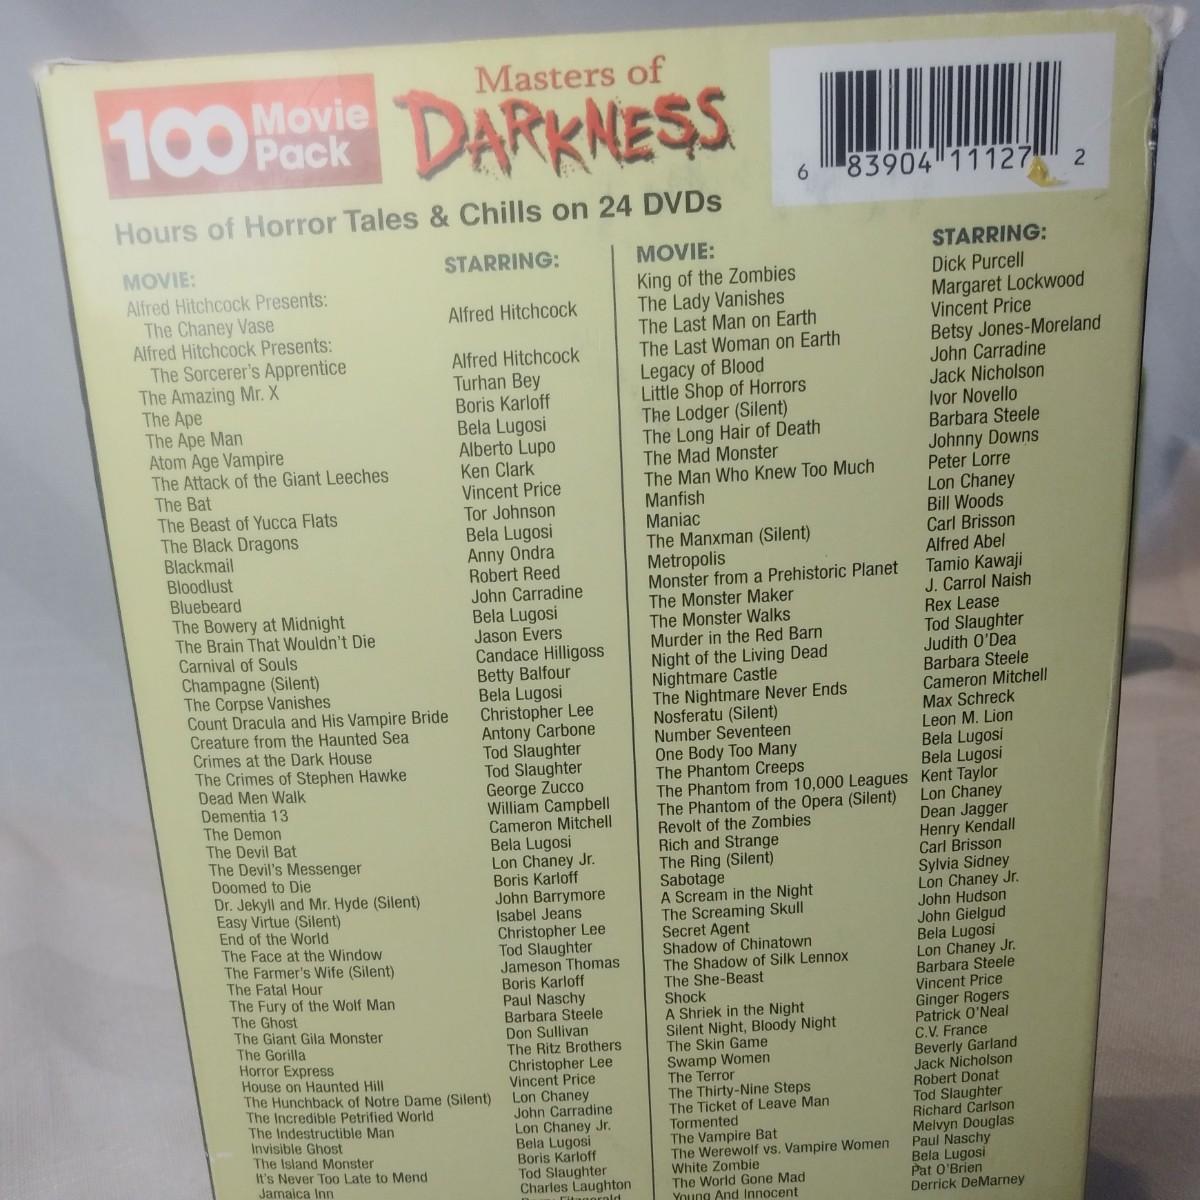 100 Movie Pack
Masters of
DARKNESS
6 83904 11127 2
Hours of Horror Tales & Chills on 24 DVDs
MOVIE: STARRING:
Alfred Hitchcock Presents:
The Chaney Vase Alfred Hitchcock
Alfred Hitchcock Presents:
The Sorcerer's Apprentice Alfred Hitchcock
The Amazing Mr. X Turhan Bey
The Ape Boris Karloff
The Ape Man Bela Lugosi
Atom Age Vampire Alberto Lupo
The Attack of the Giant Leeches Ken Clark
The Bat Vincent Price
The Beast of Yucca Flats Tor Johnson
The Black Dragons Bela Lugosi
Blackmail Anny Ondra
Bloodlust Robert Reed
Bluebeard John Carradine
The Bowery at Midnight Bela Lugosi
The Brain That Wouldn't Die Jason Evers
Carnival of Souls Candace Hilligoss
Champagne (Silent) Betty Balfour
The Corpse Vanishes Bela Lugosi
Count Dracula and His Vampire Bride Christopher Lee
Creature from the Haunted Sea Antony Carbone
Crimes at the Dark House Tod Slaughter
The Crimes of Stephen Hawke Tod Slaughter
Dead Men Walk George Zucco
Dementia 13 William Campbell
The Demon Cameron Mitchell
The Devil Bat Bela Lugosi
The Devil's Messenger Lon Chaney Jr.
Doomed to Die Boris Karloff
Dr. Jekyll and Mr. Hyde (Silent) John Barrymore
Easy Virtue (Silent) Isabel Jeans
End of the World Christopher Lee
The Face at the Window Tod Slaughter
The Farmer's Wife (Silent) Jameson Thomas
The Fatal Hour Boris Karloff
The Fury of the Wolf Man Paul Naschy
The Ghost Barbara Steele
The Giant Gila Monster Don Sullivan
The Gorilla The Ritz Brothers
Horror Express Christopher Lee
House on Haunted Hill Vincent Price
The Hunchback of Notre Dame (Silent) Lon Chaney
The Incredible Petrified World John Carradine
The Indestructible Man Lon Chaney Jr.
Invisible Ghost Bela Lugosi
The Island Monster Boris Karloff
It's Never Too Late to Mend Tod Slaughter
Jamaica Inn Charles Laughton
MOVIE: STARRING:
King of the Zombies Dick Purcell
The Lady Vanishes Margaret Lockwood
The Last Man on Earth Vincent Price
The Last Woman on Earth Betsy Jones-Moreland
Legacy of Blood John Carradine
Little Shop of Horrors Jack Nicholson
The Lodger (Silent) Ivor Novello
The Long Hair of Death Barbara Steele
The Mad Monster Johnny Downs
The Man Who Knew Too Much Peter Lorre
Manfish Lon Chaney
Maniac Bill Woods
The Manxman (Silent) Carl Brisson
Metropolis Alfred Abel
Monster from a Prehistoric Planet Tamio Kawaji
The Monster Maker J. Carrol Naish
The Monster Walks Rex Lease
Murder in the Red Barn Tod Slaughter
Night of the Living Dead Judith O'Dea
Nightmare Castle Barbara Steele
The Nightmare Never Ends Cameron Mitchell
Nosferatu (Silent) Max Schreck
Number Seventeen Leon M. Lion
One Body Too Many Bela Lugosi
The Phantom Creeps Bela Lugosi
The Phantom from 10,000 Leagues Kent Taylor
The Phantom of the Opera (Silent) Lon Chaney
Revolt of the Zombies Dean Jagger
Rich and Strange Henry Kendall
The Ring (Silent) Carl Brisson
Sabotage Sylvia Sidney
A Scream in the Night Lon Chaney Jr.
The Screaming Skull John Hudson
Secret Agent John Gielgud
Shadow of Chinatown Bela Lugosi
The Shadow of Silk Lennox Lon Chaney Jr.
The She-Beast Barbara Steele
Shock Vincent Price
A Shriek in the Night Ginger Rogers
Silent Night, Bloody Night Patrick O'Neal
The Skin Game C.V. France
Swamp Women Beverly Garland
The Terror Jack Nicholson
The Thirty-Nine Steps Robert Donat
The Ticket of Leave Man Tod Slaughter
Tormented Richard Carlson
The Vampire Bat Melvyn Douglas
The Werewolf vs. Vampire Women Paul Naschy
White Zombie Bela Lugosi
The World Gone Mad Pat O'Brien
Young And Innocent Derrick DeMarney